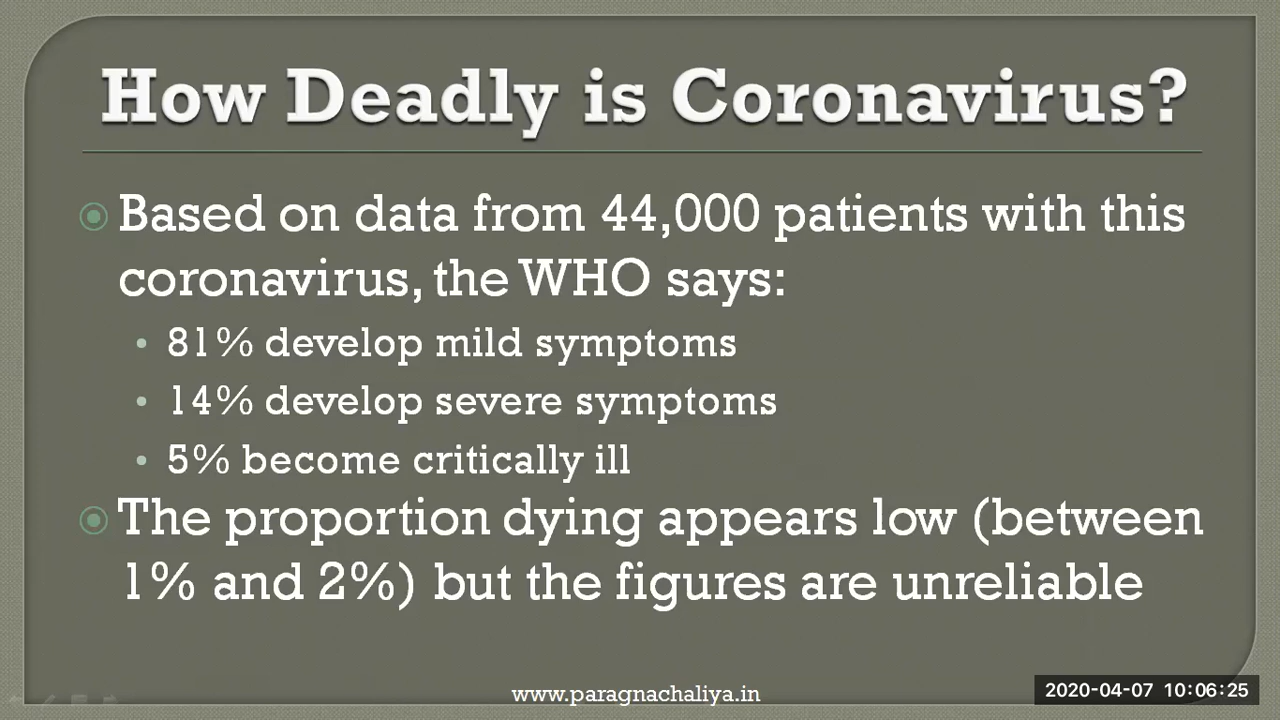 How Deadly is Coronavirus?
Based on data from 44,000 patients with this
coronavirus, the WHO says:
81% develop mild symptoms
14% develop severe symptoms
5% become critically ill
The proportion dying appears low (between
1% and 2%) but the figures are unreliable
www.paragnachaliya.in
2020-04-07 10:06:25